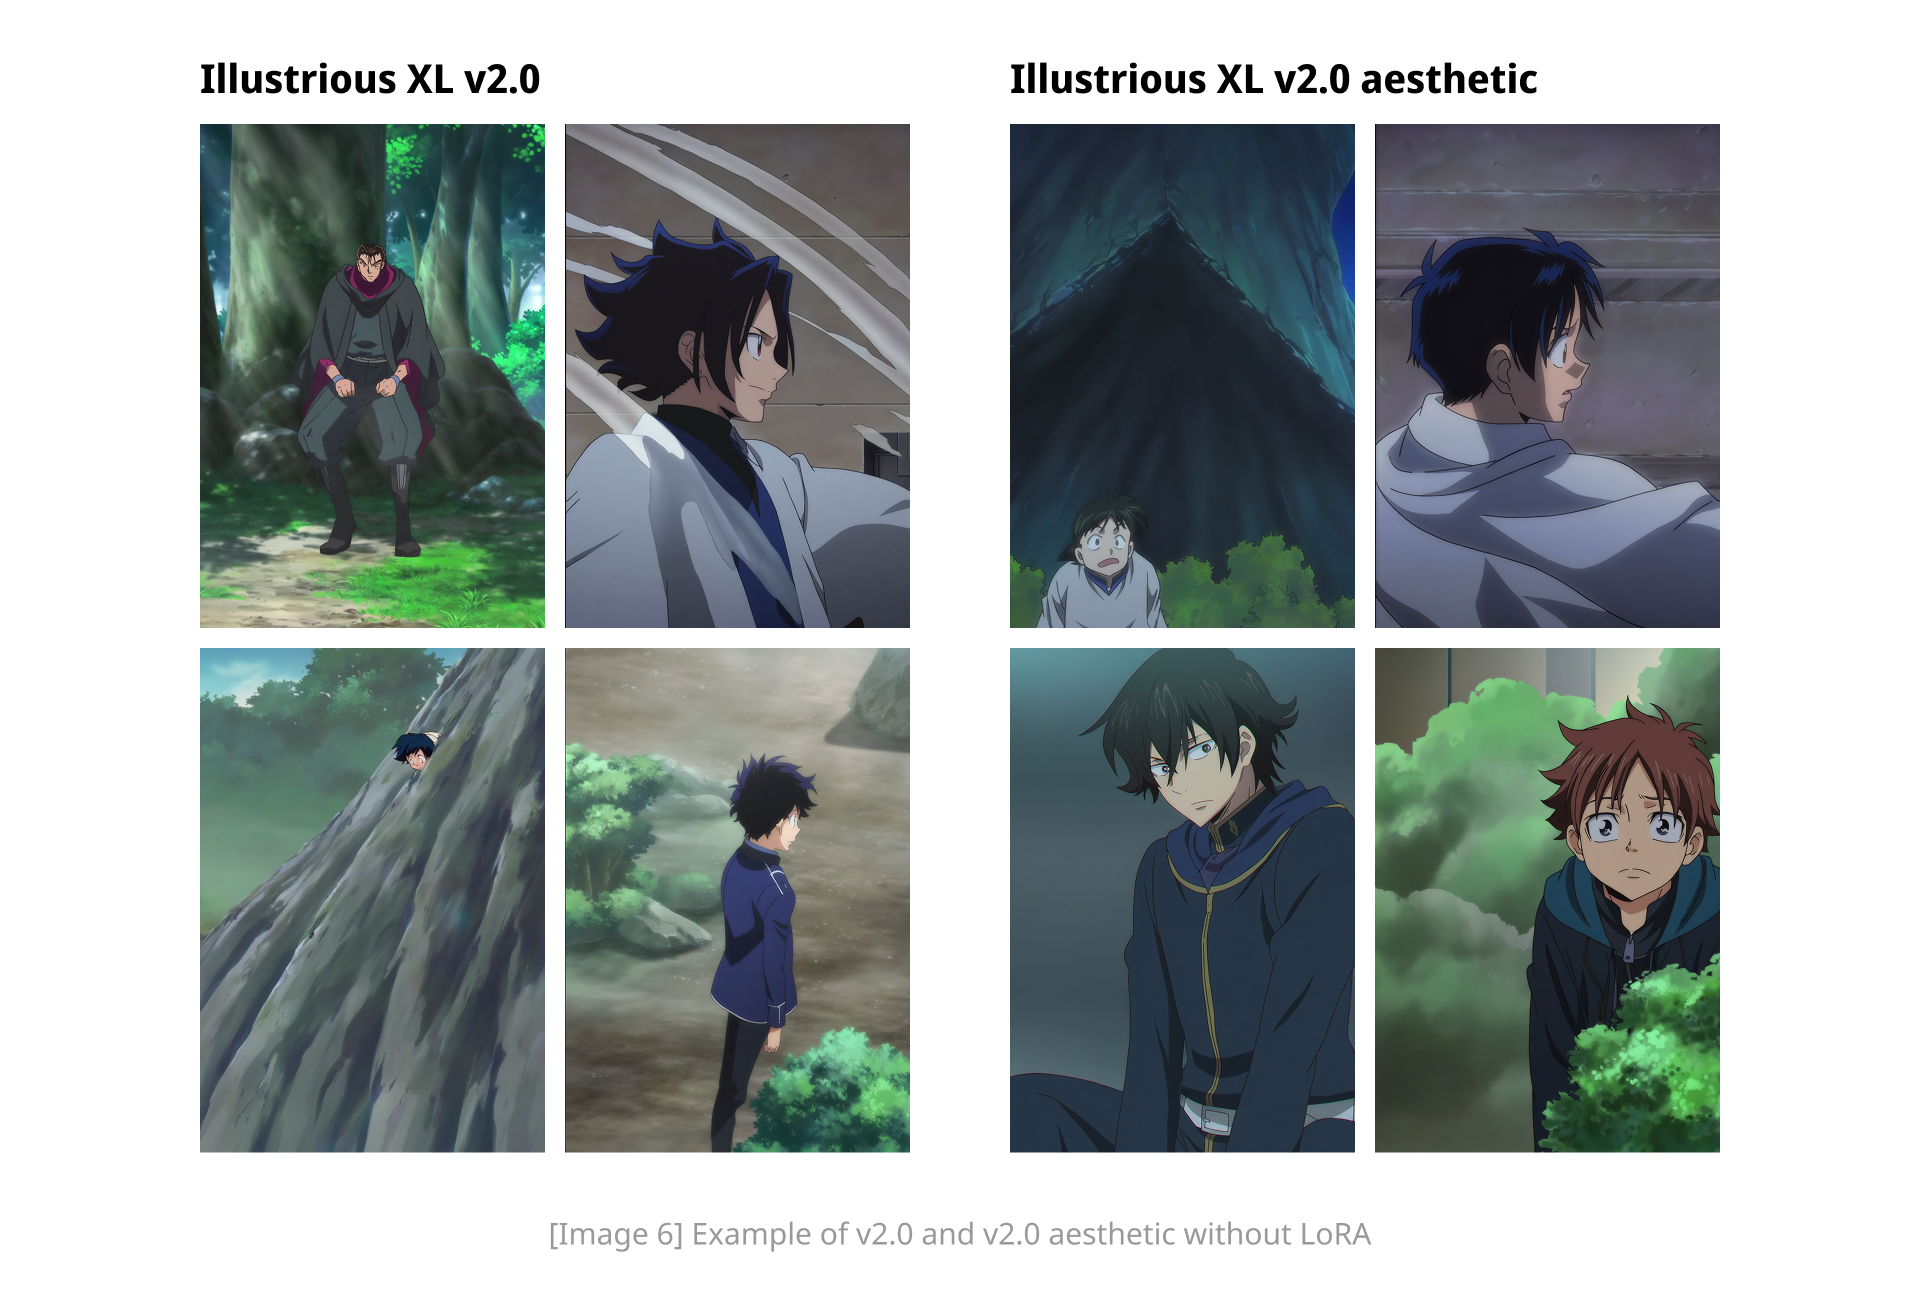 Illustrious XL v2.0
Illustrious XL v2.0 aesthetic
[Image 6] Example of v2.0 and v2.0 aesthetic without LoRA